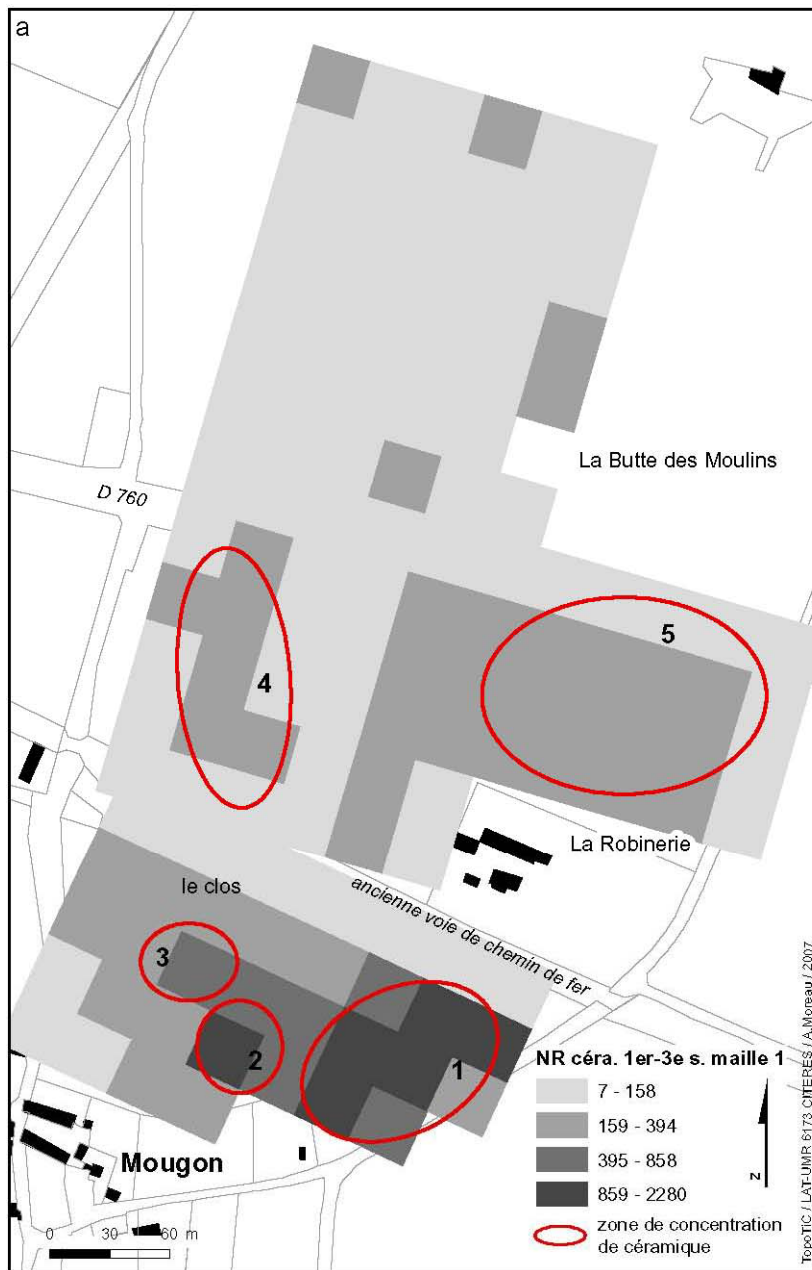 a
La Butte des Moulins
D 760
5
4
La Robinerie
le clos
ancienne voie de chemin de fer
3
2
1
Mougon
0 30 60 m
NR céra. 1er-3e s. maille 1
7 - 158
159 - 394
395 - 858
859 - 2280
N
zone de concentration
de céramique
TopoTIC / LAT-UMR 6173 CITERES / A.Moreau / 2007